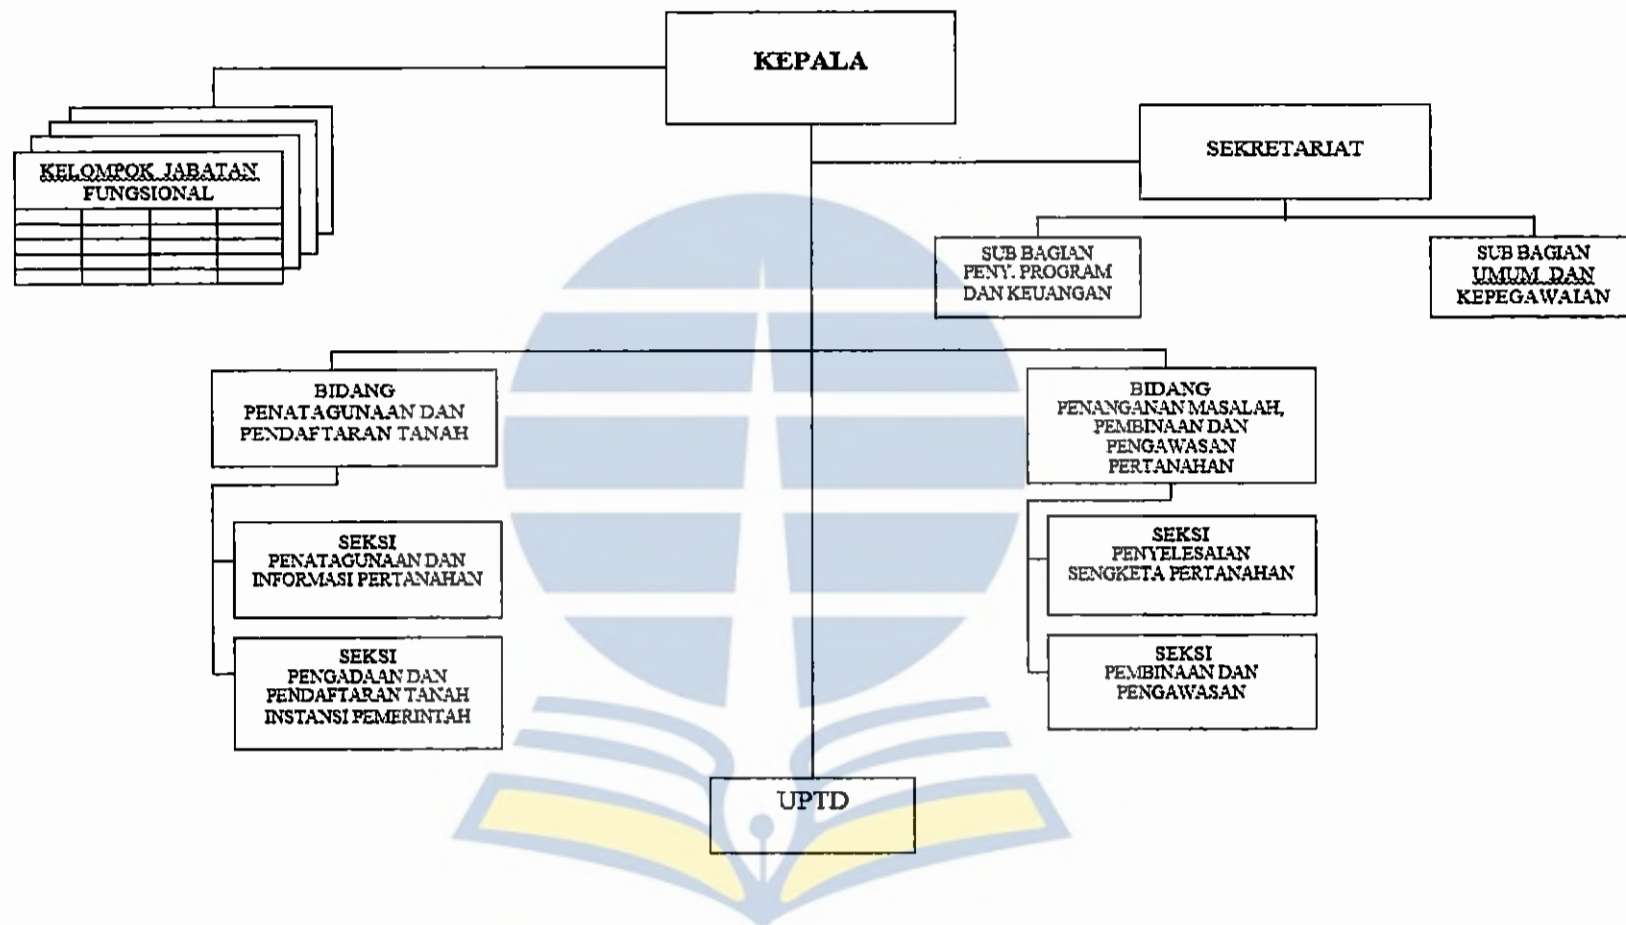 KEPALA
KELOMPOK JABATAN
FUNGSIONAL
SEKRETARIAT
SUB BAGIAN
PENY. PROGRAM
DAN KEUANGAN
SUB BAGIAN
UMUM DAN
KEPEGAWAIAN
BIDANG
PENATAGUNAAN DAN
PENDAFTARAN TANAH
SEKSI
PENATAGUNAAN DAN
INFORMASI PERTANAHAN
SEKSI
PENGADAAN DAN
PENDAFTARAN TANAH
INSTANSI PEMERINTAH
BIDANG
PENANGANAN MASALAH,
PEMBINAAN DAN
PENGAWASAN
PERTANAHAN
SEKSI
PENYELESAIAN
SENGKETA PERTANAHAN
SEKSI
PEMBINAAN DAN
PENGAWASAN
UPTD